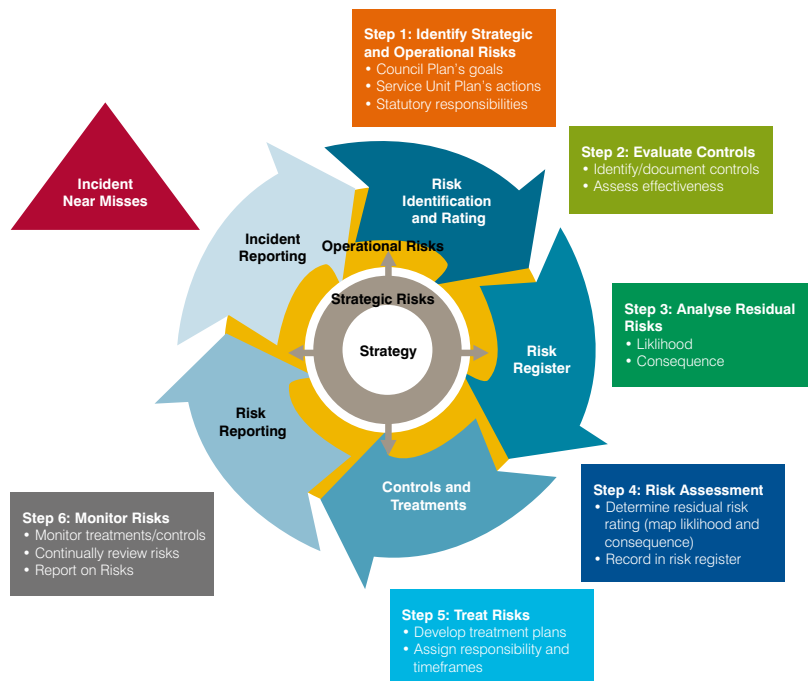 Step 1: Identify Strategic
and Operational Risks
• Council Plan's goals
• Service Unit Plan's actions
• Statutory responsibilities
Step 2: Evaluate Controls
• Identify/document controls
• Assess effectiveness
Incident
Near Misses
Risk
Identification
and Rating
Incident
Reporting
Operational Risks
Strategic Risks
Strategy
Step 3: Analyse Residual
Risks
• Liklihood
• Consequence
Risk
Register
Risk
Reporting
Controls and
Treatments
Step 4: Risk Assessment
• Determine residual risk
rating (map liklihood and
consequence)
• Record in risk register
Step 6: Monitor Risks
• Monitor treatments/controls
• Continually review risks
• Report on Risks
Step 5: Treat Risks
• Develop treatment plans
• Assign responsibility and
timeframes